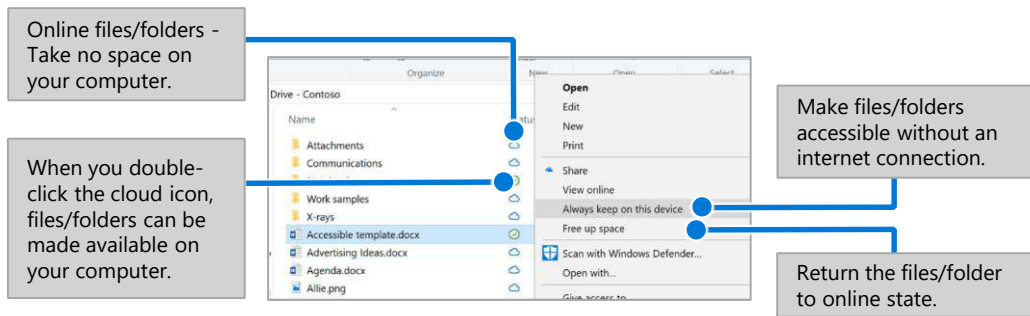 Online files/folders -
Take no space on
your computer.
When you double-
click the cloud icon,
files/folders can be
made available on
your computer.
Organize
New
Open
Select
Drive - Contoso
Name
Attachments
Communications
Work samples
X-rays
Accessible template.docx
Advertising Ideas.docx
Agenda.docx
Allie.png
Open
Edit
New
Print
Share
View online
Always keep on this device
Free up space
Scan with Windows Defender...
Open with...
Give access to
Make files/folders
accessible without an
internet connection.
Return the files/folder
to online state.